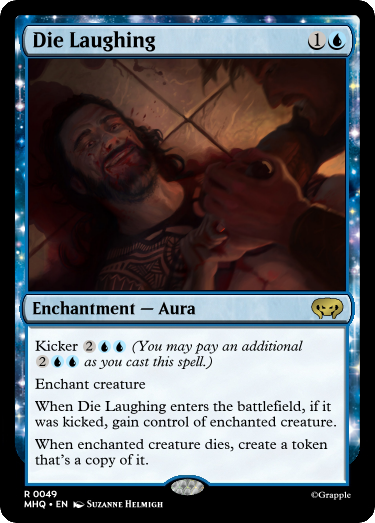 Die Laughing 1
Enchantment — Aura
Kicker 2 (You may pay an additional
2 as you cast this spell.)
Enchant creature
When Die Laughing enters the battlefield, if it
was kicked, gain control of enchanted creature.
When enchanted creature dies, create a token
that's a copy of it.
R 0049
MHQ • EN Suzanne Helmigh
©Grapple